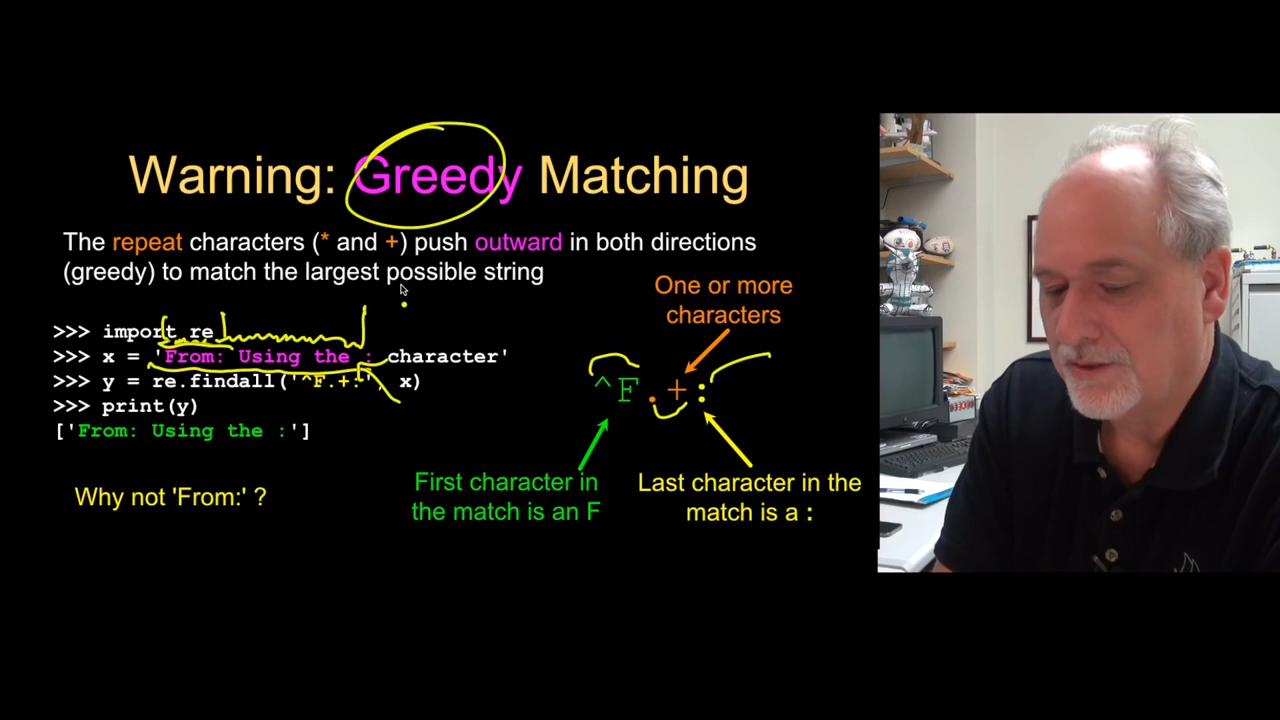 Warning: Greedy Matching
The repeat characters (* and +) push outward in both directions
(greedy) to match the largest possible string
One or more
characters
>>> import re
>>> x = 'From: Using the : character'
>>> y = re.findall('^F.+:', x)
>>> print(y)
['From: Using the :']
^F.+:
Why not 'From:' ?
First character in
the match is an F
Last character in the
match is a :